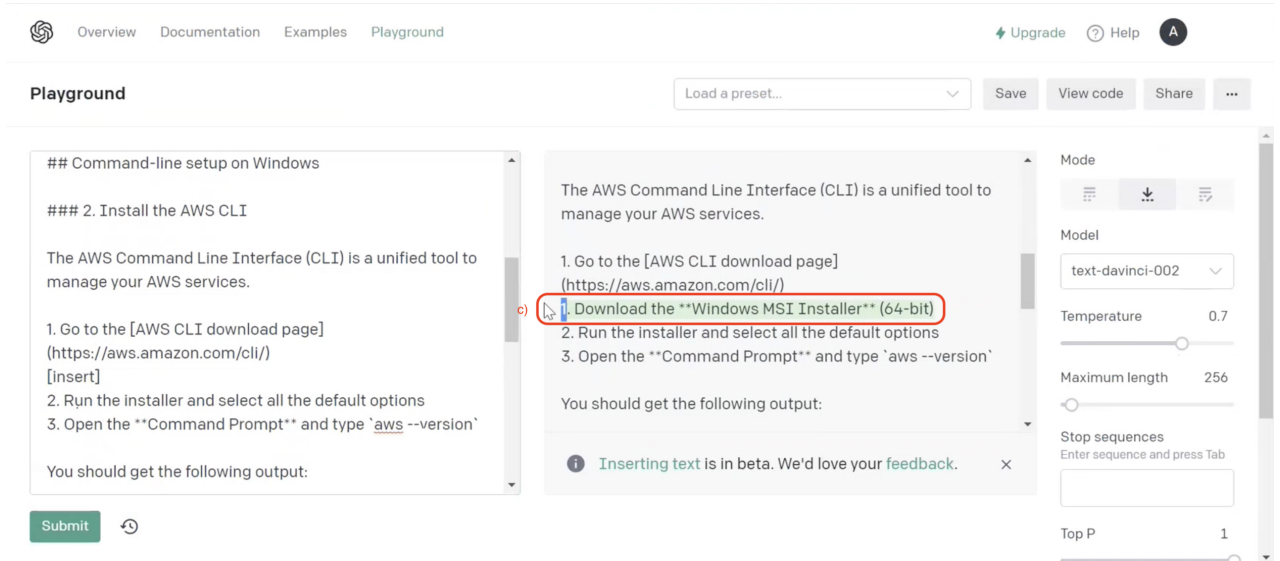 Overview Documentation Examples Playground Upgrade Help A
Playground Load a preset... Save View code Share ...
## Command-line setup on Windows
### 2. Install the AWS CLI
The AWS Command Line Interface (CLI) is a unified tool to
manage your AWS services.
1. Go to the [AWS CLI download page]
(https://aws.amazon.com/cli/)
[insert]
2. Run the installer and select all the default options
3. Open the **Command Prompt** and type `aws --version`
You should get the following output:
Submit
The AWS Command Line Interface (CLI) is a unified tool to
manage your AWS services.
1. Go to the [AWS CLI download page]
(https://aws.amazon.com/cli/)
c) 1. Download the **Windows MSI Installer** (64-bit)
2. Run the installer and select all the default options
3. Open the **Command Prompt** and type `aws --version`
You should get the following output:
Inserting text is in beta. We'd love your feedback.
Mode
Model
text-davinci-002
Temperature 0.7
Maximum length 256
Stop sequences
Enter sequence and press Tab
Top P 1